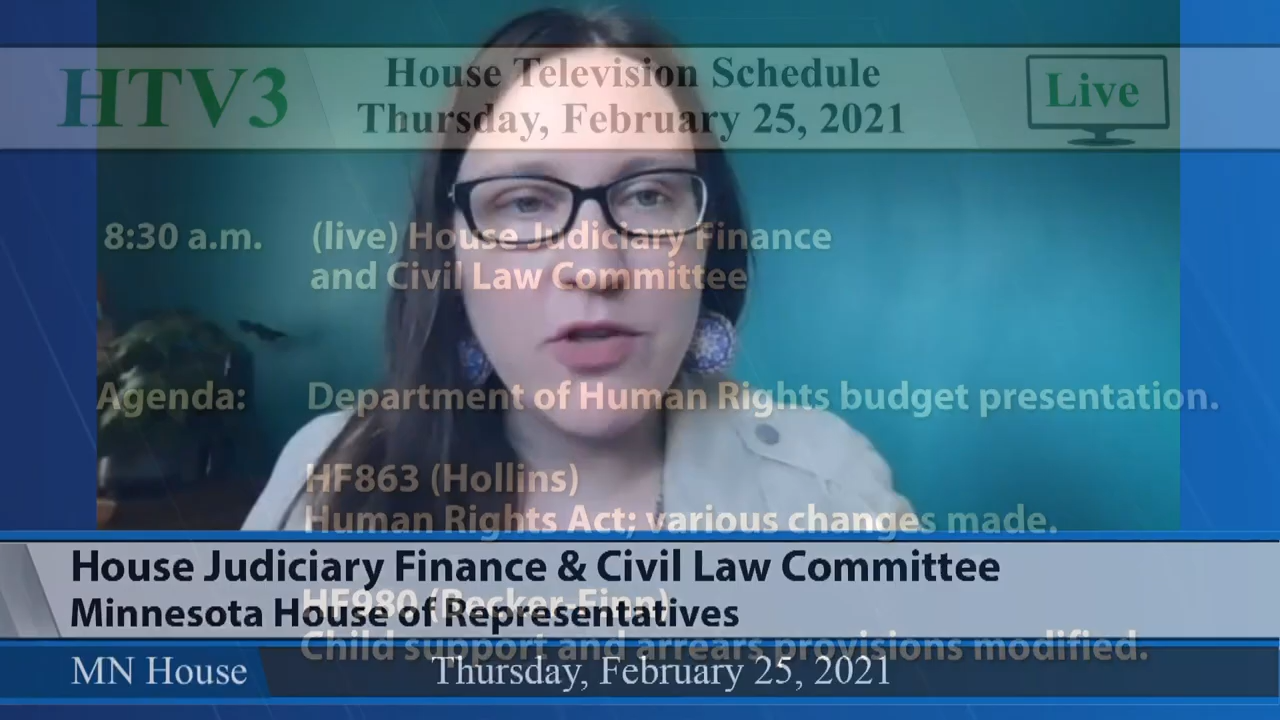 HTV3
House Television Schedule
Thursday, February 25, 2021
Live
8:30 a.m.
(live) House Judiciary Finance
and Civil Law Committee
Agenda:
Department of Human Rights budget presentation.
HF863 (Hollins)
Human Rights Act; various changes made.
House Judiciary Finance & Civil Law Committee
HF980 (Becker-Finn)
Minnesota House of Representatives
Child support and arrears provisions modified.
MN House
Thursday, February 25, 2021